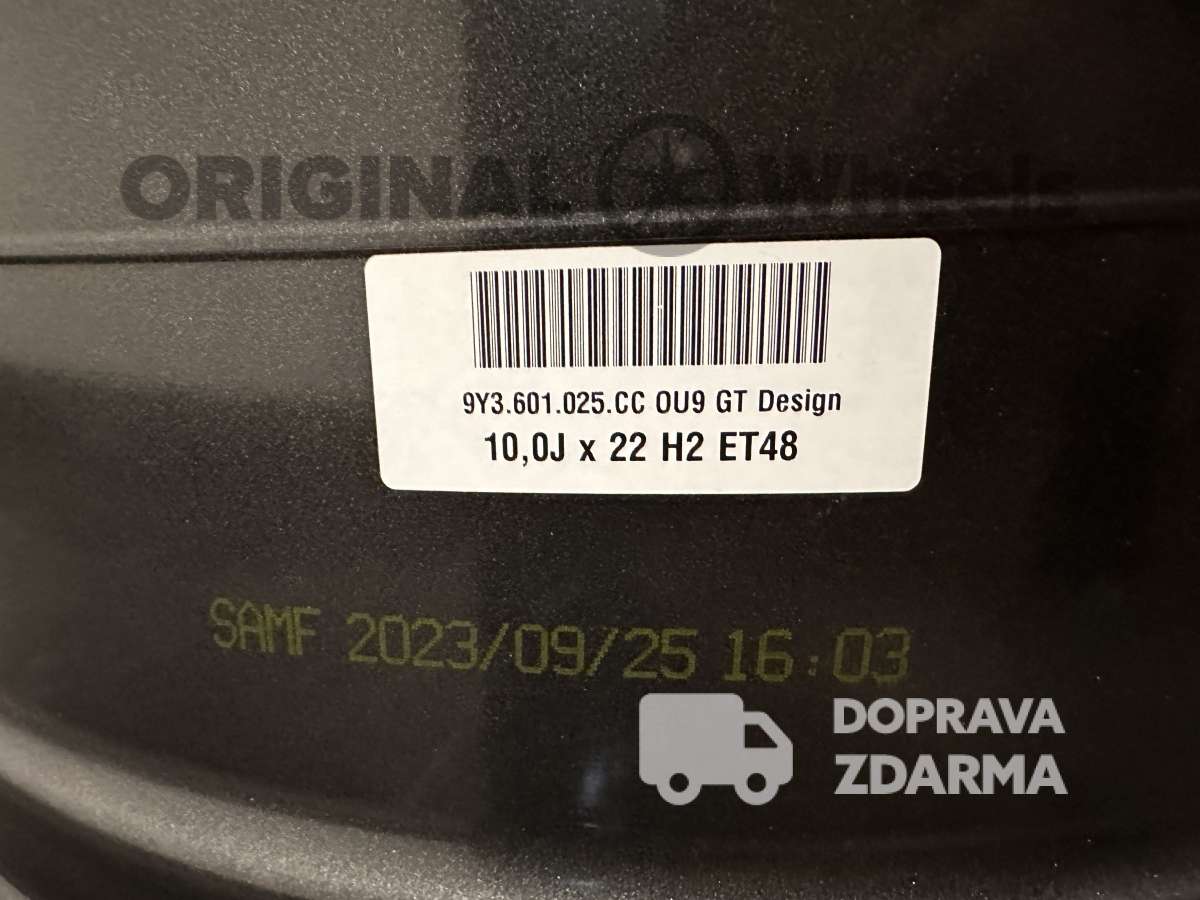 ORIGINAL Wheels
9Y3.601.025.CC OU9 GT Design
10,0J x 22 H2 ET48
SAMF 2023/09/25 16:03
DOPRAVA
ZDARMA